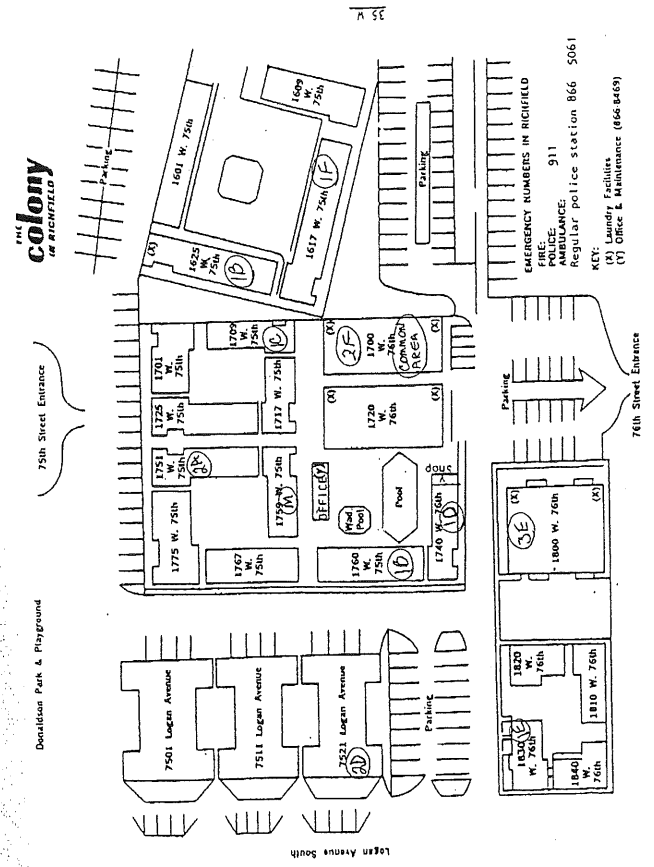 THE
colony
IN RICHFIELD
75th Street Entrance
Donaldson Park & Playground
35 W
Parking
1601 W. 75th
1609
W.
75th
(X)
1625
W.
75th
1B
1617 W. 75th
1F
1701
W.
75th
1709
W.
75th
1C
1725
W.
75th
1717 W. 75th
1751
W.
75th
2Dc
1759 W.
75th
M
1775 W. 75th
1767
W.
75th
(X)
2F
1700
W.
76th
COMMON
AREA
(X)
(X)
1720
W.
76th
OFFICE(Y)
Wad.
Pool
Pool
Shop
1740 W. 76th
1D
1760
W.
75th
1B
7501 Logan Avenue
7511 Logan Avenue
7521 Logan Avenue
2D
Parking
Parking
Logan Avenue South
Parking
76th Street Entrance
(X)
3E
1800 W. 76th
(X)
1820
W.
76th
1810 W. 76th
1830
W. 76th
1E
1840
W.
76th
EMERGENCY NUMBERS IN RICHFIELD
FIRE:
POLICE: 911
AMBULANCE:
Regular police station 866 5061
KEY:
(X) Laundry Facilities
(Y) Office & Maintenance (866-8469)